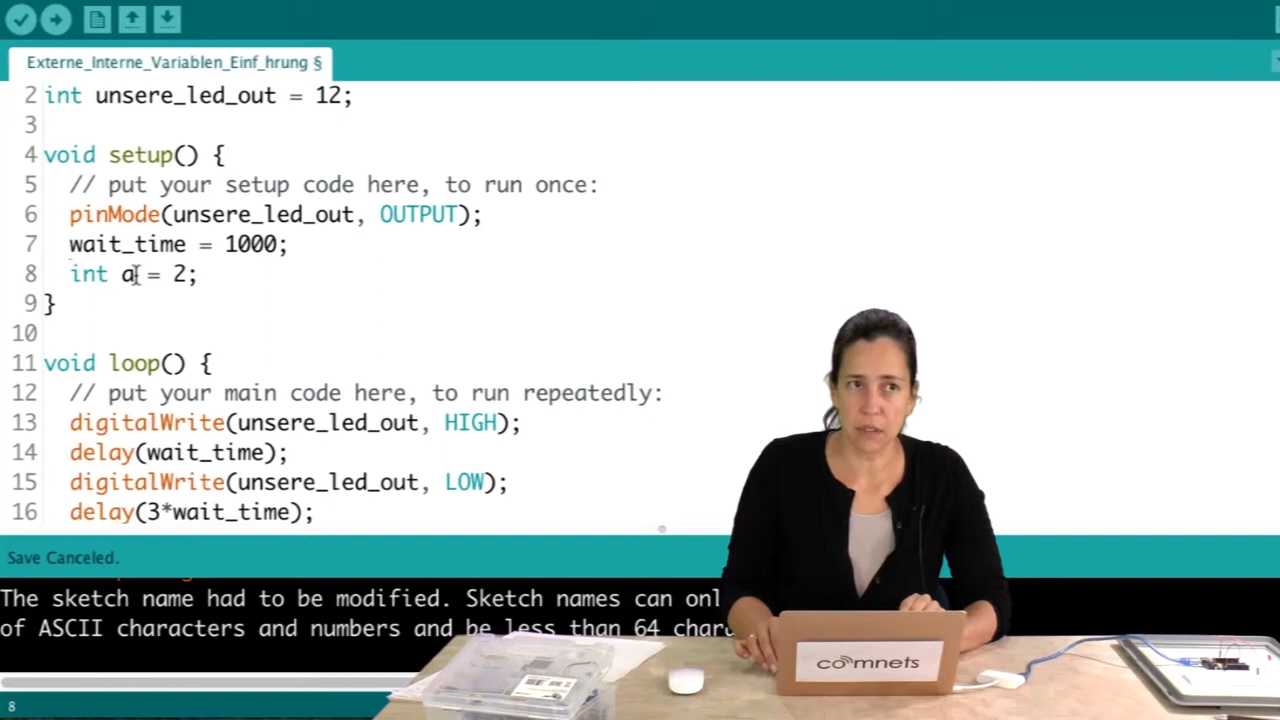 Externe_Interne_Variablen_Einf_hrung §
2 int unsere_led_out = 12;
3
4 void setup() {
5 // put your setup code here, to run once:
6 pinMode(unsere_led_out, OUTPUT);
7 wait_time = 1000;
8 int a = 2;
9 }
10
11 void loop() {
12 // put your main code here, to run repeatedly:
13 digitalWrite(unsere_led_out, HIGH);
14 delay(wait_time);
15 digitalWrite(unsere_led_out, LOW);
16 delay(3*wait_time);
Save Canceled.
The sketch name had to be modified. Sketch names can onl
of ASCII characters and numbers and be less than 64 chara
8
comnets